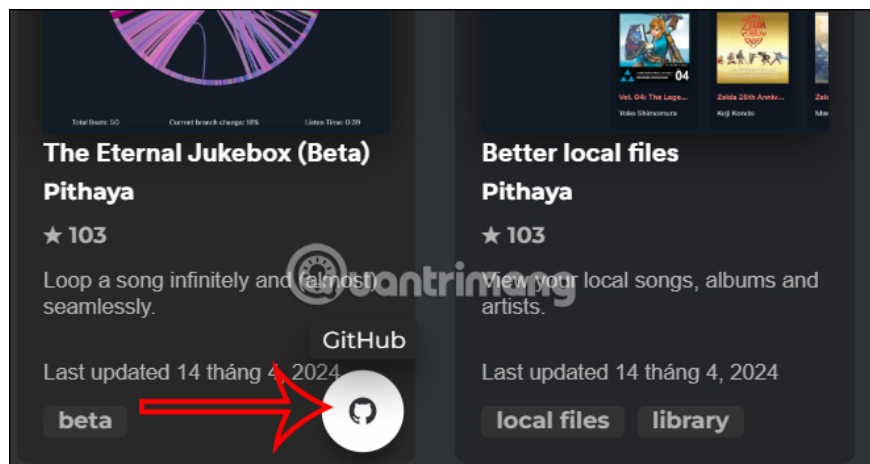 Total Beats: 50
Current branch change: 18%
Listen Time: 0:39
The Eternal Jukebox (Beta)
Pithaya
★ 103
Loop a song infinitely and (almost)
seamlessly.
GitHub
Last updated 14 tháng 4, 2024
beta
04
Vol. 04: The Lege...
Yoko Shimomura
Zelda 25th Anniv...
Koji Kondo
Zel
Better local files
Pithaya
★ 103
View your local songs, albums and
artists.
Last updated 14 tháng 4, 2024
local files
library
Quantrimang